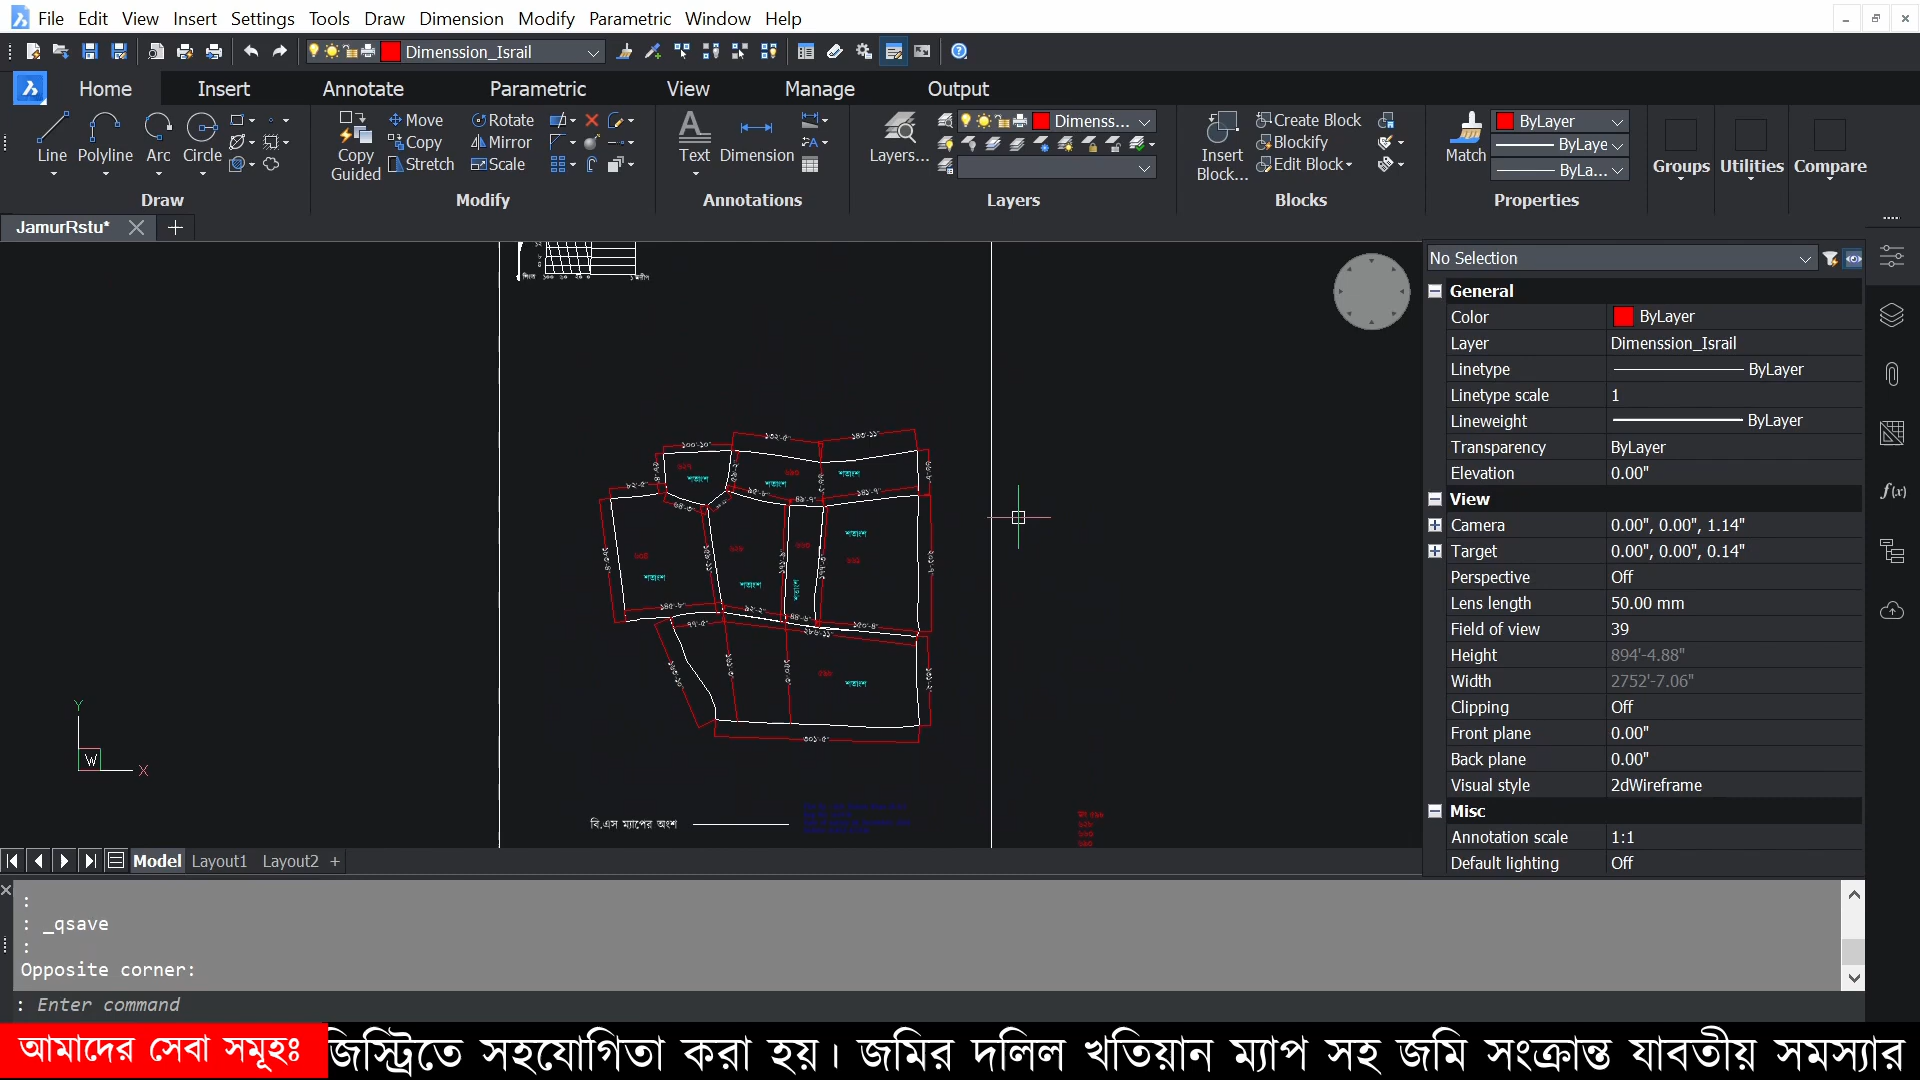 File Edit View Insert Settings Tools Draw Dimension Modify Parametric Window Help
Dimenssion_Israil
Home Insert Annotate Parametric View Manage Output
Line Polyline Arc Circle
Draw
Copy Guided
Move Rotate
Copy Mirror
Stretch Scale
Modify
Text Dimension
Annotations
Layers...
Dimenss...
Layers
Insert Block...
Create Block
Blockify
Edit Block
Blocks
Match
ByLayer
ByLaye
ByLa...
Properties
Groups Utilities Compare
JamurRstu*
No Selection
General
Color ByLayer
Layer Dimenssion_Israil
Linetype ByLayer
Linetype scale 1
Lineweight ByLayer
Transparency ByLayer
Elevation 0.00"
View
Camera 0.00", 0.00", 1.14"
Target 0.00", 0.00", 0.14"
Perspective Off
Lens length 50.00 mm
Field of view 39
Height 894'-4.88"
Width 2752'-7.06"
Clipping Off
Front plane 0.00"
Back plane 0.00"
Visual style 2dWireframe
Misc
Annotation scale 1:1
Default lighting Off
f(x)
শতাংশ
শতাংশ
শতাংশ
শতাংশ
শতাংশ
শতাংশ
শতাংশ
শতাংশ
Y
W X
বি.এস ম্যাপের অংশ
Model Layout1 Layout2 +
:
: _qsave
:
Opposite corner:
: Enter command
আমাদের সেবা সমূহঃ জিস্ট্রিতে সহযোগিতা করা হয়। জমির দলিল খতিয়ান ম্যাপ সহ জমি সংক্রান্ত যাবতীয় সমস্যার